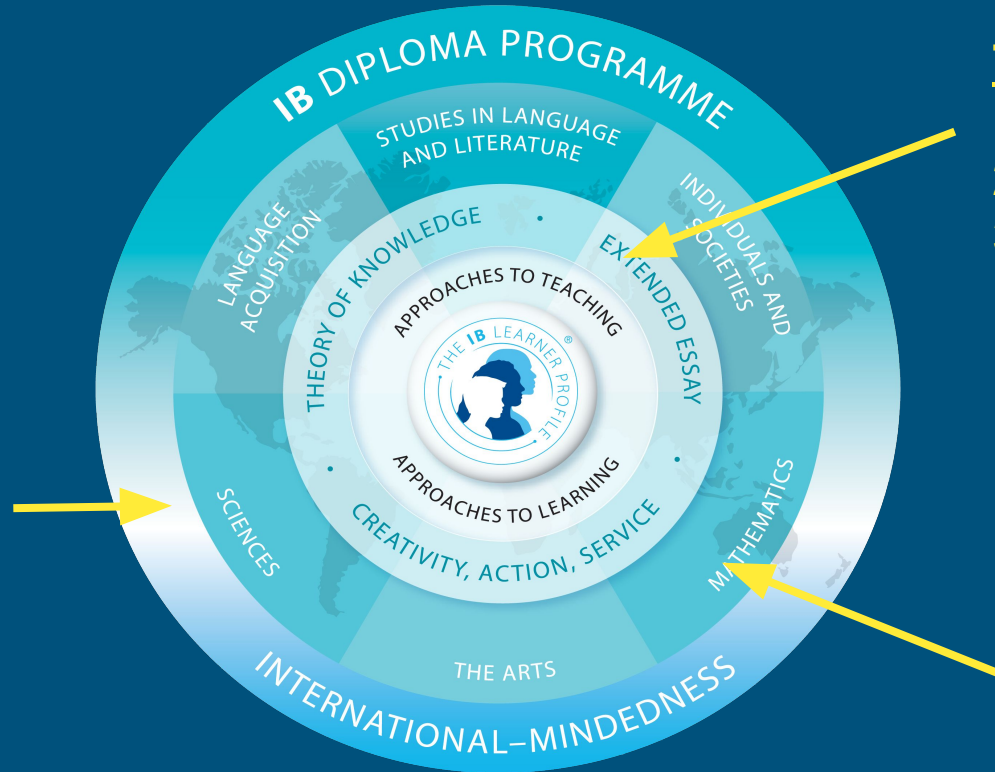 IB DIPLOMA PROGRAMME
STUDIES IN LANGUAGE
AND LITERATURE
LANGUAGE
ACQUISITION
INDIVIDUALS AND
SOCIETIES
THEORY OF KNOWLEDGE
EXTENDED ESSAY
APPROACHES TO TEACHING
• THE IB LEARNER PROFILE • ®
APPROACHES TO LEARNING
CREATIVITY, ACTION, SERVICE
SCIENCES
MATHEMATICS
THE ARTS
INTERNATIONAL–MINDEDNESS